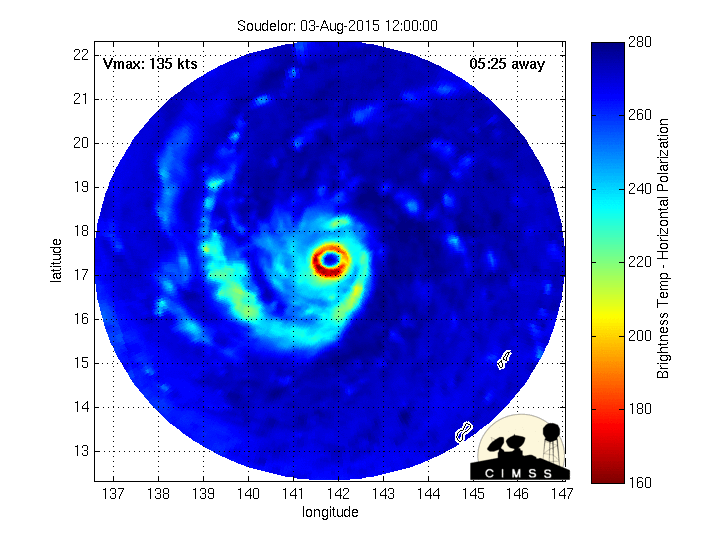 Soudelor: 03-Aug-2015 12:00:00
Vmax: 135 kts
05:25 away
22
21
20
19
18
17
16
15
14
13
latitude
137 138 139 140 141 142 143 144 145 146 147
longitude
280
260
240
220
200
180
160
Brightness Temp - Horizontal Polarization
CIMSS